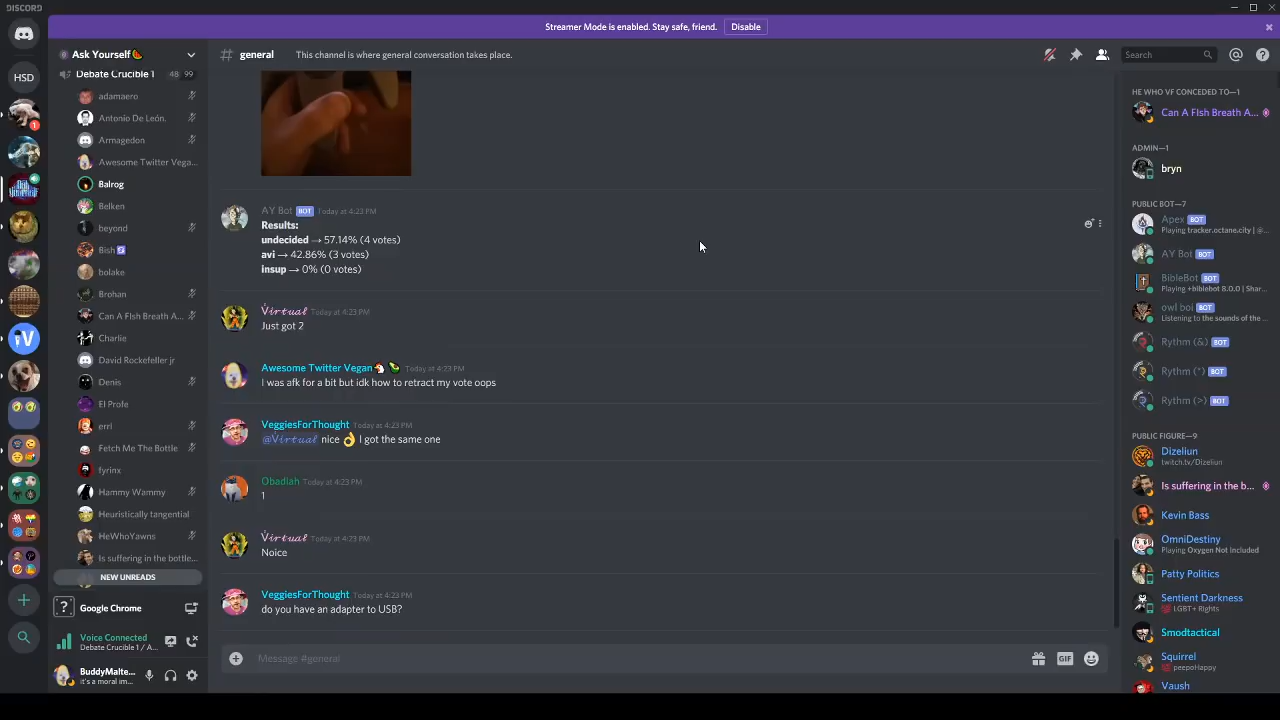 DISCORD
Streamer Mode is enabled. Stay safe, friend.
Disable
HSD
1
Ask Yourself
Debate Crucible 1
48 99
adamaero
Antonio De León.
Armagedon
Awesome Twitter Vega...
Balrog
Belken
beyond
Bish
bolake
Brohan
Can A FIsh Breath A...
Charlie
David Rockefeller jr
Denis
El Profe
erri
Fetch Me The Bottle
fyrinx
Hammy Wammy
Heuristically tangential
HeWhoYawns
Is suffering in the bottle...
NEW UNREADS
Google Chrome
Voice Connected
Debate Crucible 1 / A...
BuddyMalte...
it's a moral im...
# general
This channel is where general conversation takes place.
Search
AY Bot BOT Today at 4:23 PM
Results:
undecided → 57.14% (4 votes)
avi → 42.86% (3 votes)
insup → 0% (0 votes)
Virtual Today at 4:23 PM
Just got 2
Awesome Twitter Vegan Today at 4:23 PM
I was afk for a bit but idk how to retract my vote oops
VeggiesForThought Today at 4:23 PM
@Virtual nice 👌 I got the same one
Obadiah Today at 4:23 PM
1
Virtual Today at 4:23 PM
Noice
VeggiesForThought Today at 4:23 PM
do you have an adapter to USB?
Message #general
GIF
HE WHO VF CONCEDED TO—1
Can A FIsh Breath A...
ADMIN—1
bryn
PUBLIC BOT—7
Apex BOT
Playing tracker.octane.city | @...
AY Bot BOT
BibleBot BOT
Playing +biblebot 8.0.0 | Shar...
owl boi BOT
Listening to the sounds of the...
Rythm (&) BOT
Rythm (*) BOT
Rythm (>) BOT
PUBLIC FIGURE—9
Dizeliun
twitch.tv/Dizeliun
Is suffering in the b...
Kevin Bass
OmniDestiny
Playing Oxygen Not Included
Patty Politics
Sentient Darkness
LGBT+ Rights
Smodtactical
Squirrel
peepoHappy
Vaush